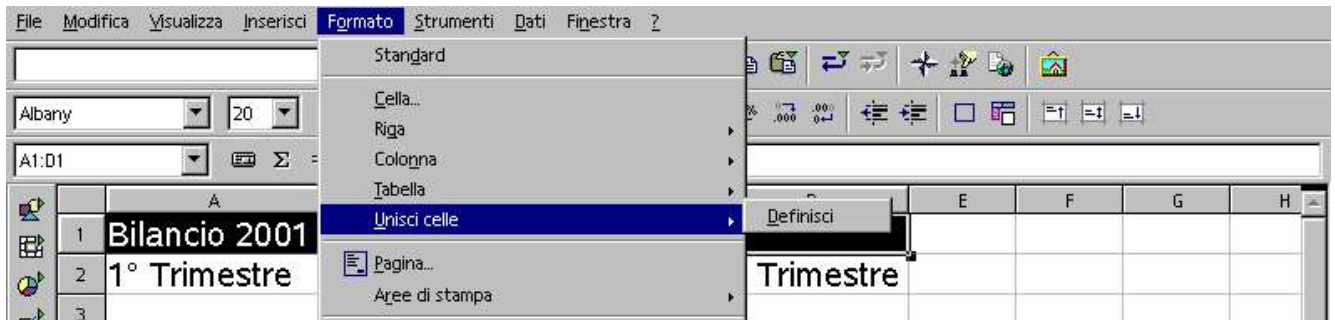 File Modifica Visualizza Inserisci Formato Strumenti Dati Finestra ?
Standard
Albany 20
Cella...
Riga
A1:D1 Σ =
Colonna
Tabella
A E F G H
Unisci celle Definisci
1 Bilancio 2001
Pagina...
2 1° Trimestre Trimestre
Aree di stampa
3